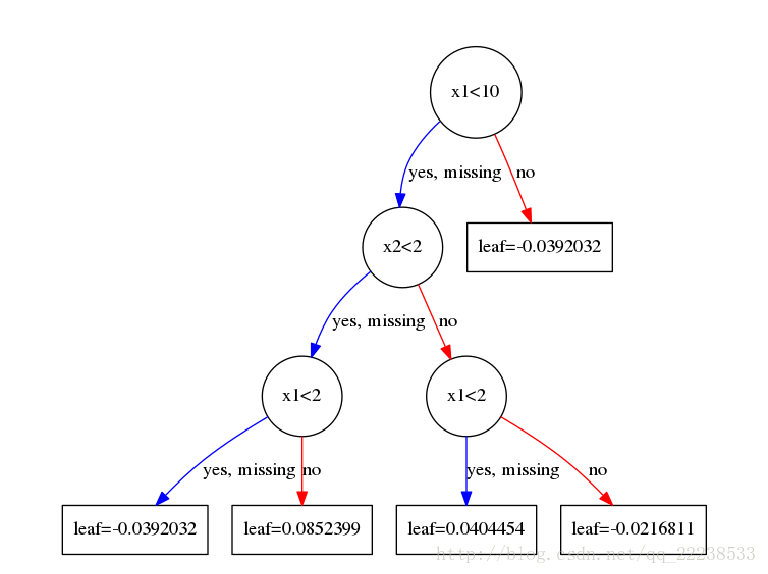 x1<10
yes, missing no
x2<2
leaf=-0.0392032
yes, missing no
x1<2
x1<2
yes, missing no
yes, missing no
leaf=-0.0392032
leaf=0.0852399
leaf=0.0404454
leaf=-0.0216811
http://blog.csdn.net/qq_22238533